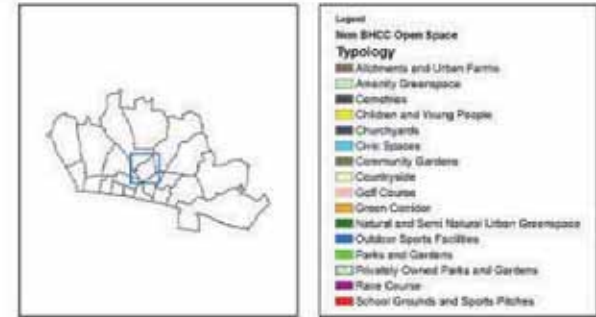 Legend
Non BHCC Open Space
Typology
Allotments and Urban Farms
Amenity Greenspace
Cemetries
Children and Young People
Churchyards
Civic Spaces
Community Gardens
Countryside
Golf Course
Green Corridor
Natural and Semi Natural Urban Greenspace
Outdoor Sports Facilities
Parks and Gardens
Privately Owned Parks and Gardens
Race Course
School Grounds and Sports Pitches